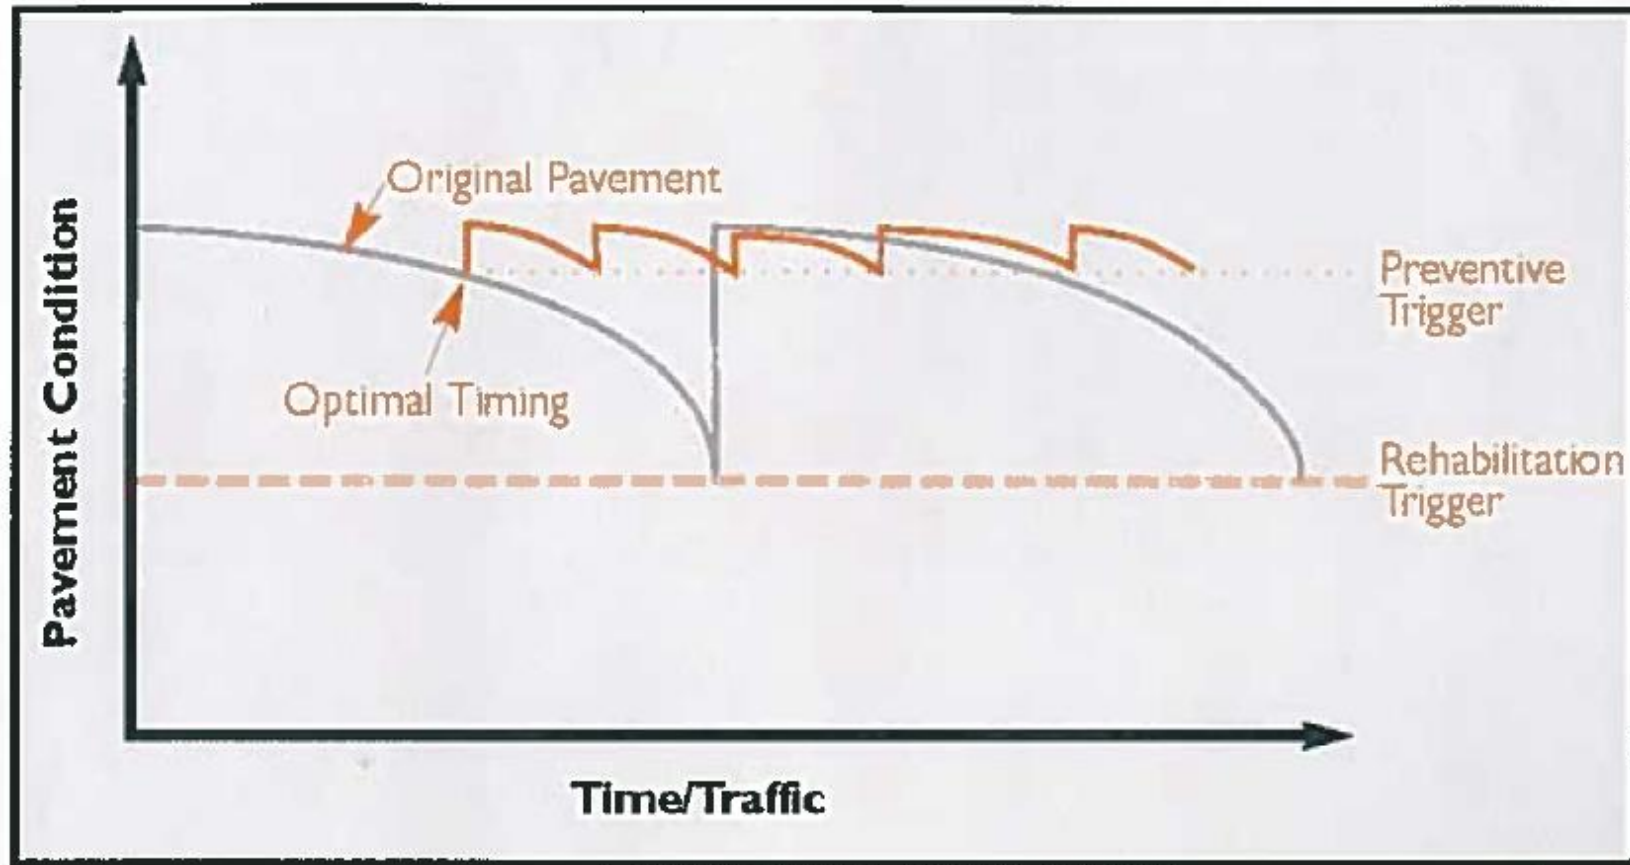 Original Pavement
Preventive
Trigger
Optimal Timing
Rehabilitation
Trigger
Pavement Condition
Time/Traffic